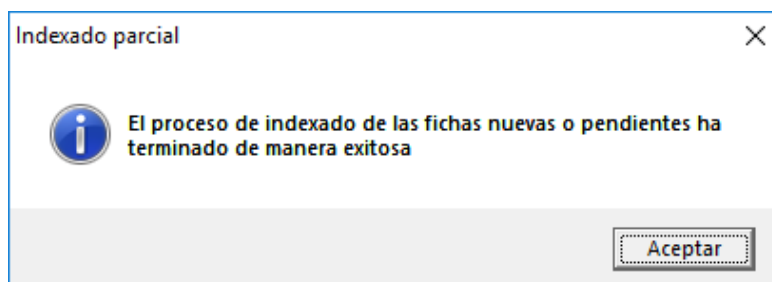 Indexado parcial
El proceso de indexado de las fichas nuevas o pendientes ha
terminado de manera exitosa
Aceptar